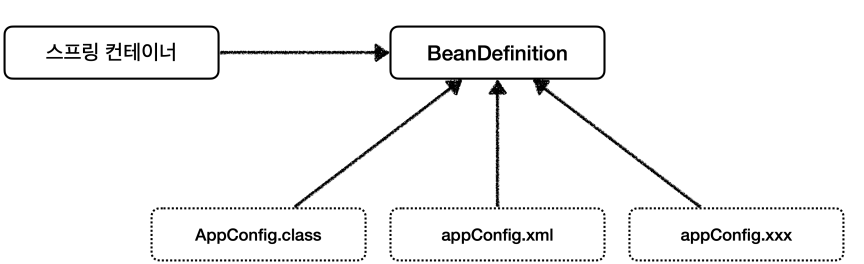 스프링 컨테이너
BeanDefinition
AppConfig.class
appConfig.xml
appConfig.xxx